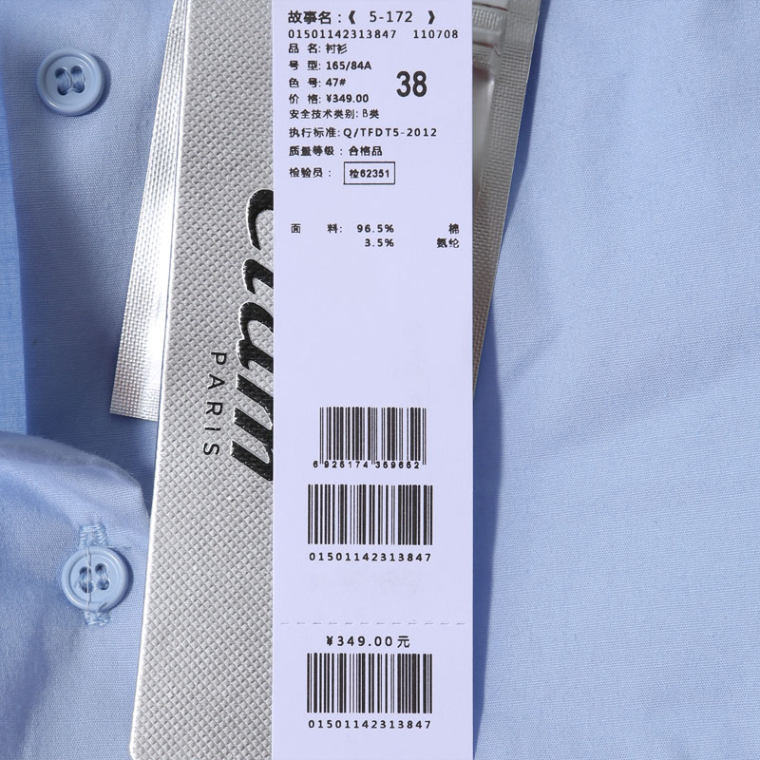 故事名：《 5-172 》
01501142313847 110708
品 名: 衬衫
号 型: 165/84A
色 号: 47#
38
价 格: ¥349.00
安全技术类别: B类
执行标准: Q/TFDT5-2012
质量等级：合格品
检验员： 检62351
面 料: 96.5% 棉
3.5% 氨纶
PARIS
6 926174 369662
01501142313847
¥349.00元
01501142313847